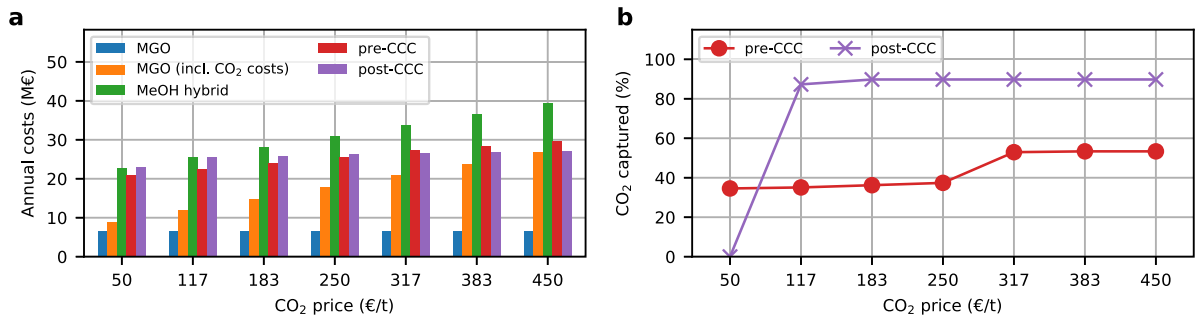 a
Annual costs (M€)
50
40
30
20
10
0
MGO
MGO (incl. CO₂ costs)
MeOH hybrid
pre-CCC
post-CCC
50 117 183 250 317 383 450
CO₂ price (€/t)
b
CO₂ captured (%)
100
80
60
40
20
0
pre-CCC post-CCC
50 117 183 250 317 383 450
CO₂ price (€/t)